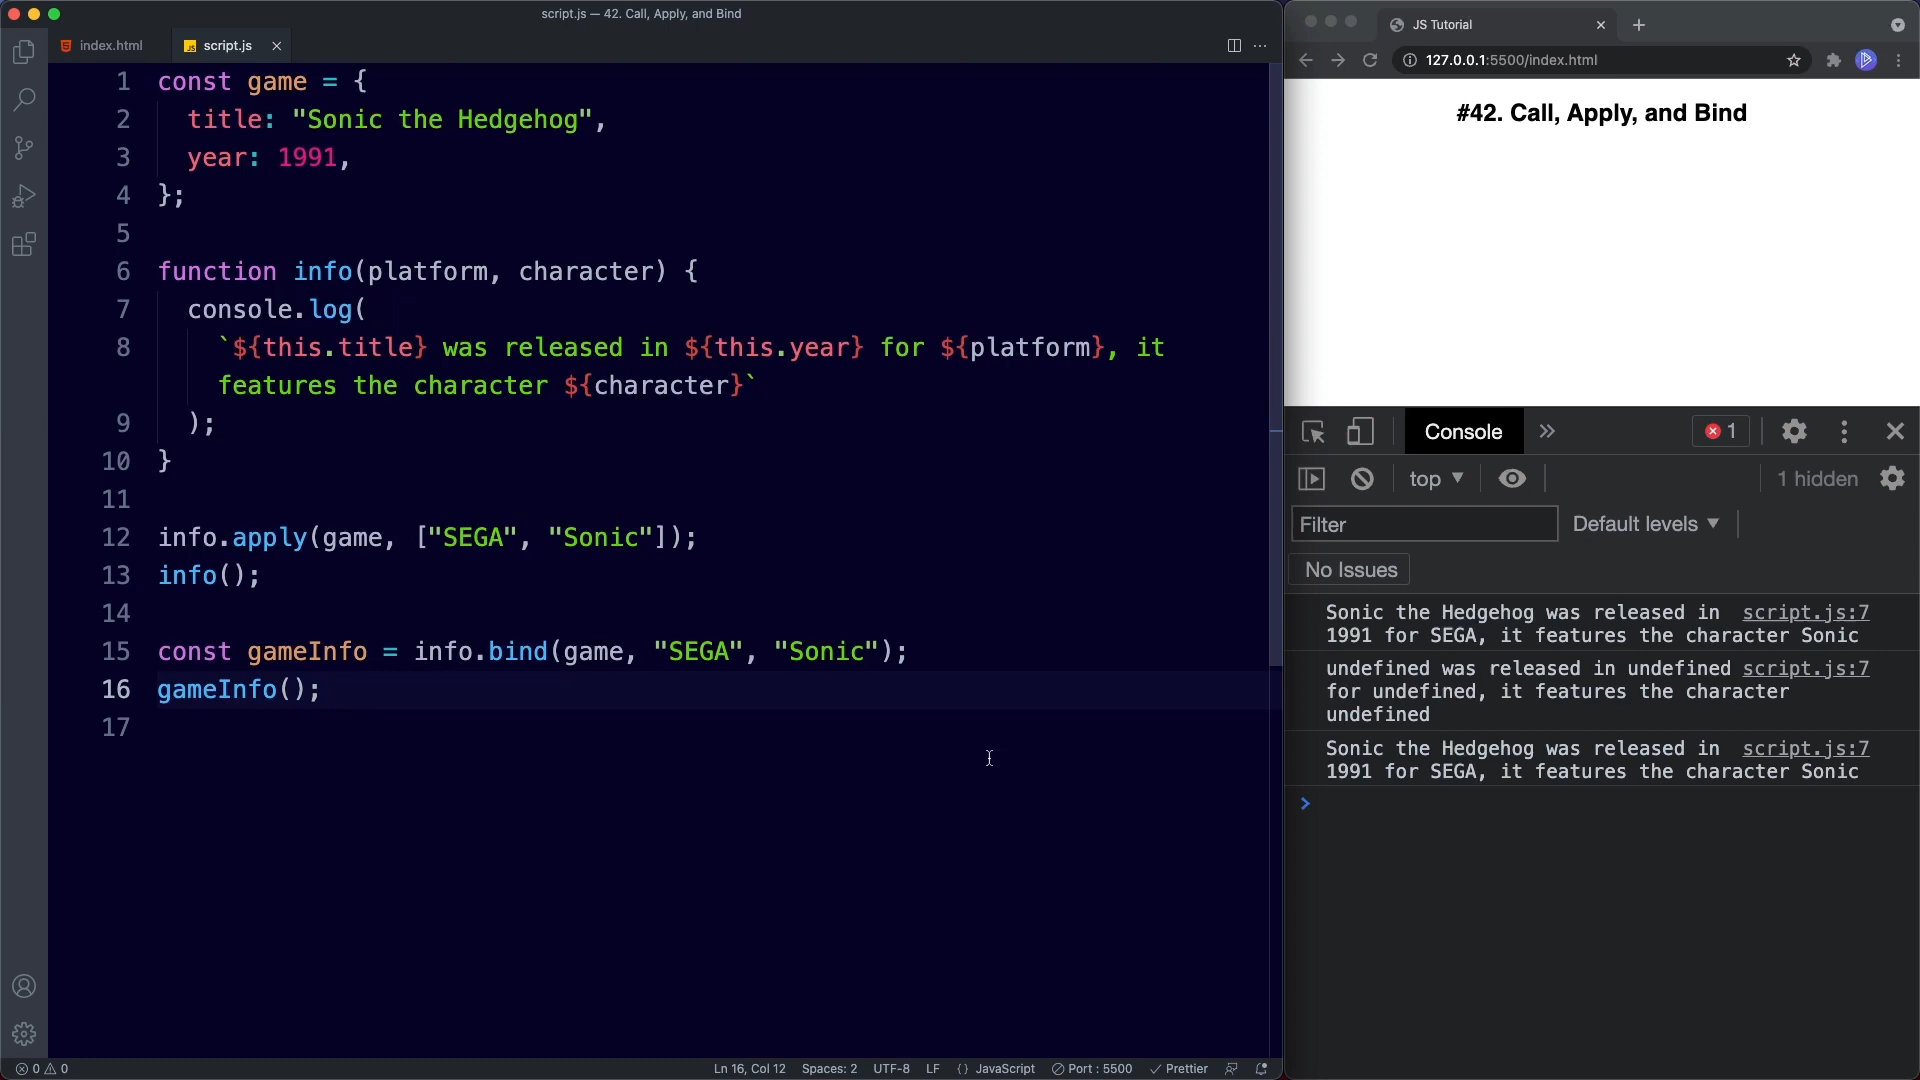 script.js — 42. Call, Apply, and Bind
index.html
JS script.js
1 const game = {
2 title: "Sonic the Hedgehog",
3 year: 1991,
4 };
5
6 function info(platform, character) {
7 console.log(
8 `${this.title} was released in ${this.year} for ${platform}, it
features the character ${character}`
9 );
10 }
11
12 info.apply(game, ["SEGA", "Sonic"]);
13 info();
14
15 const gameInfo = info.bind(game, "SEGA", "Sonic");
16 gameInfo();
17
0 0
Ln 16, Col 12 Spaces: 2 UTF-8 LF {} JavaScript Port : 5500 Prettier
JS Tutorial
127.0.0.1:5500/index.html
#42. Call, Apply, and Bind
Console » 1
top 1 hidden
Filter Default levels
No Issues
Sonic the Hedgehog was released in script.js:7
1991 for SEGA, it features the character Sonic
undefined was released in undefined script.js:7
for undefined, it features the character
undefined
Sonic the Hedgehog was released in script.js:7
1991 for SEGA, it features the character Sonic